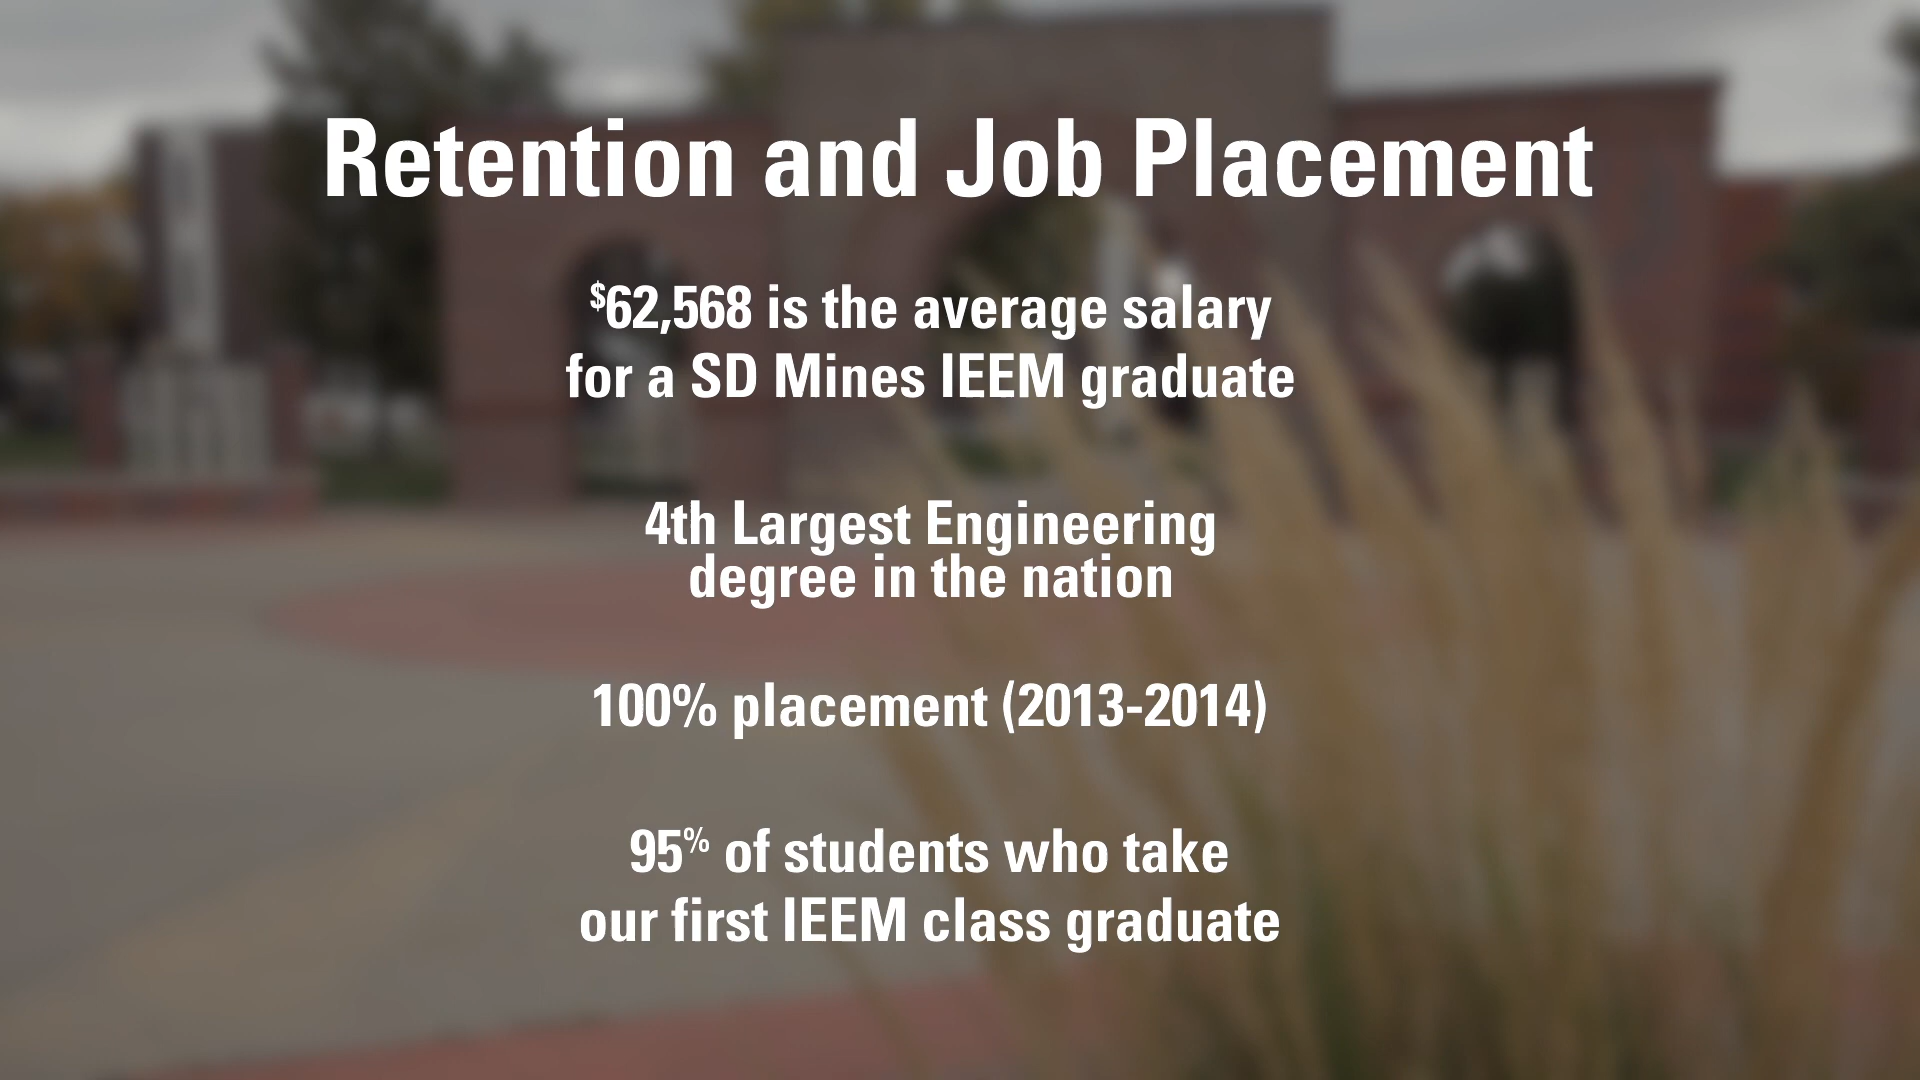 Retention and Job Placement
$62,568 is the average salary
for a SD Mines IEEM graduate
4th Largest Engineering
degree in the nation
100% placement (2013-2014)
95% of students who take
our first IEEM class graduate